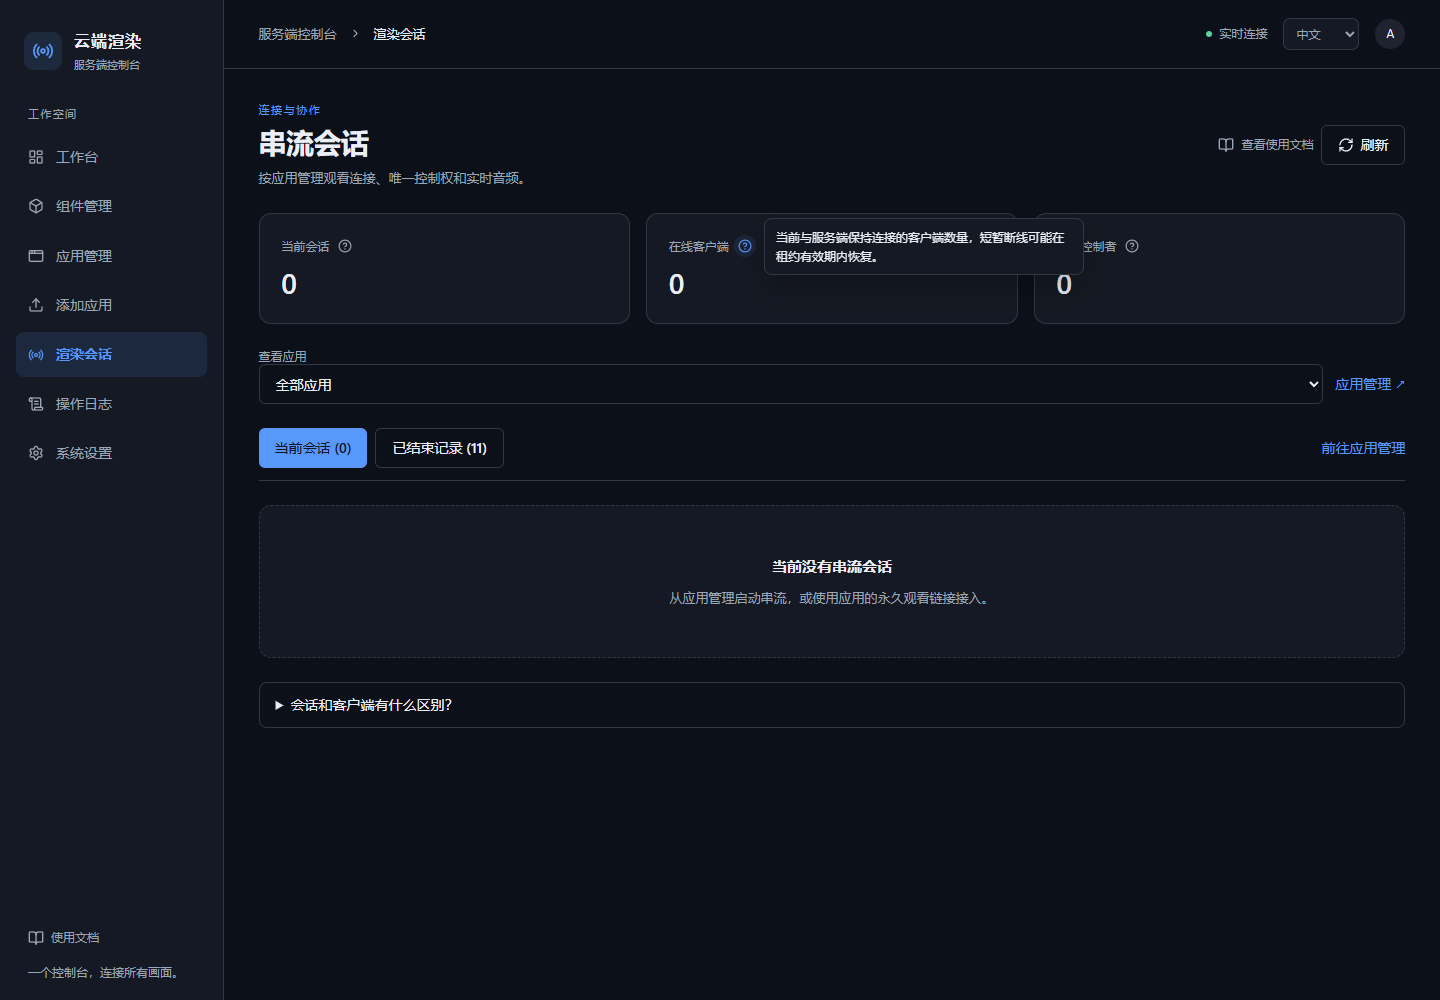 云端渲染
服务端控制台
工作空间
工作台
组件管理
应用管理
添加应用
渲染会话
操作日志
系统设置
使用文档
一个控制台，连接所有画面。
服务端控制台 > 渲染会话
实时连接
中文
A
连接与协作
串流会话
按应用管理观看连接、唯一控制权和实时音频。
查看使用文档
刷新
当前会话
0
在线客户端
0
当前与服务端保持连接的客户端数量，短暂断线可能在
租约有效期内恢复。
控制者
0
查看应用
全部应用
应用管理 ↗
当前会话 (0)
已结束记录 (11)
前往应用管理
当前没有串流会话
从应用管理启动串流，或使用应用的永久观看链接接入。
▶ 会话和客户端有什么区别？